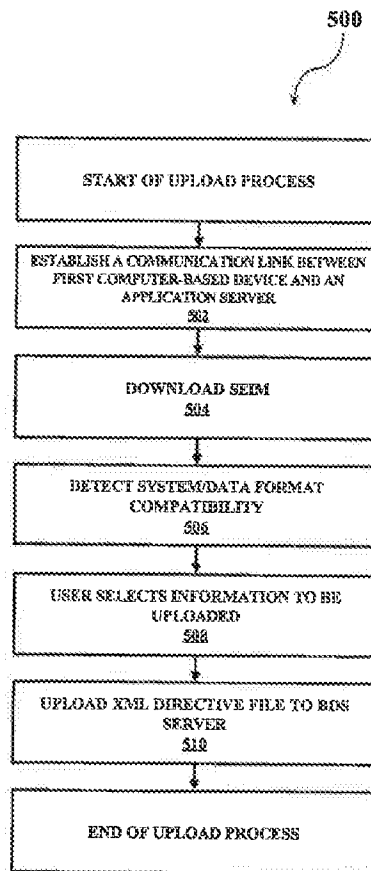 500
START OF UPLOAD PROCESS
ESTABLISH A COMMUNICATION LINK BETWEEN
FIRST COMPUTER-BASED DEVICE AND AN
APPLICATION SERVER
502
DOWNLOAD SEIM
504
DETECT SYSTEM/DATA FORMAT
COMPATIBILITY
506
USER SELECTS INFORMATION TO BE
UPLOADED
508
UPLOAD XML DIRECTIVE FILE TO BDS
SERVER
510
END OF UPLOAD PROCESS